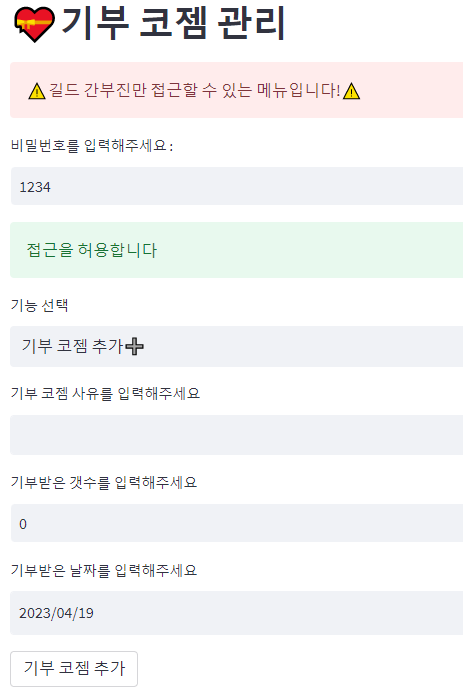 💝기부 코젬 관리
⚠️길드 간부진만 접근할 수 있는 메뉴입니다!⚠️
비밀번호를 입력해주세요 :
1234
접근을 허용합니다
기능 선택
기부 코젬 추가➕
기부 코젬 사유를 입력해주세요
기부받은 갯수를 입력해주세요
0
기부받은 날짜를 입력해주세요
2023/04/19
기부 코젬 추가